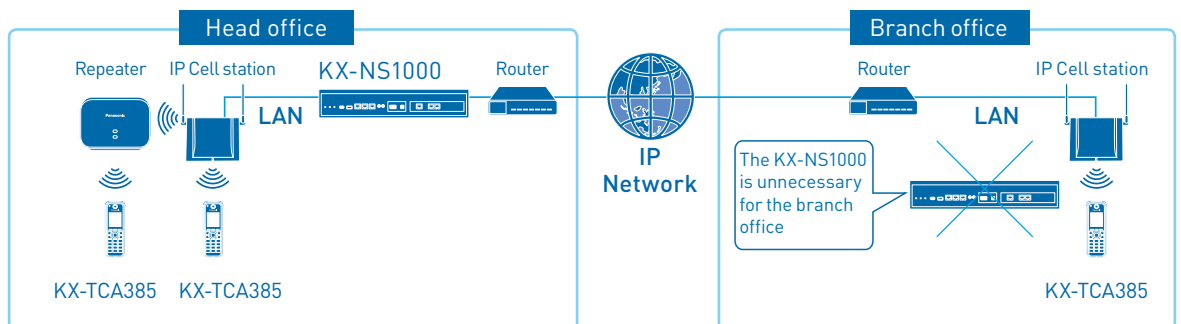 Head office
Branch office
Repeater
IP Cell station
KX-NS1000
Router
Router
IP Cell station
Panasonic
LAN
LAN
IP
Network
The KX-NS1000
is unnecessary
for the branch
office
KX-TCA385
KX-TCA385
KX-TCA385